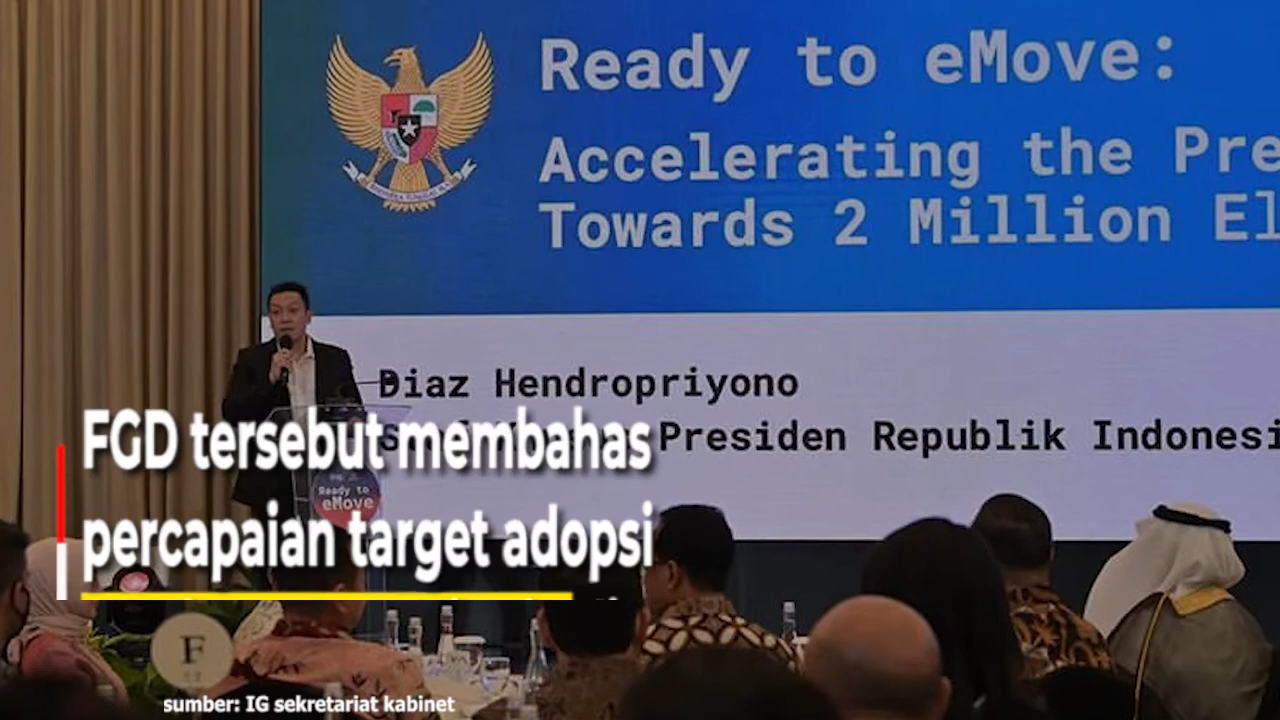 Ready to eMove:
Accelerating the Pre
Towards 2 Million El
Diaz Hendropriyono
Presiden Republik Indonesi
FGD tersebut membahas
percapaian target adopsi
Ready to
eMove
F
sumber: IG sekretariat kabinet